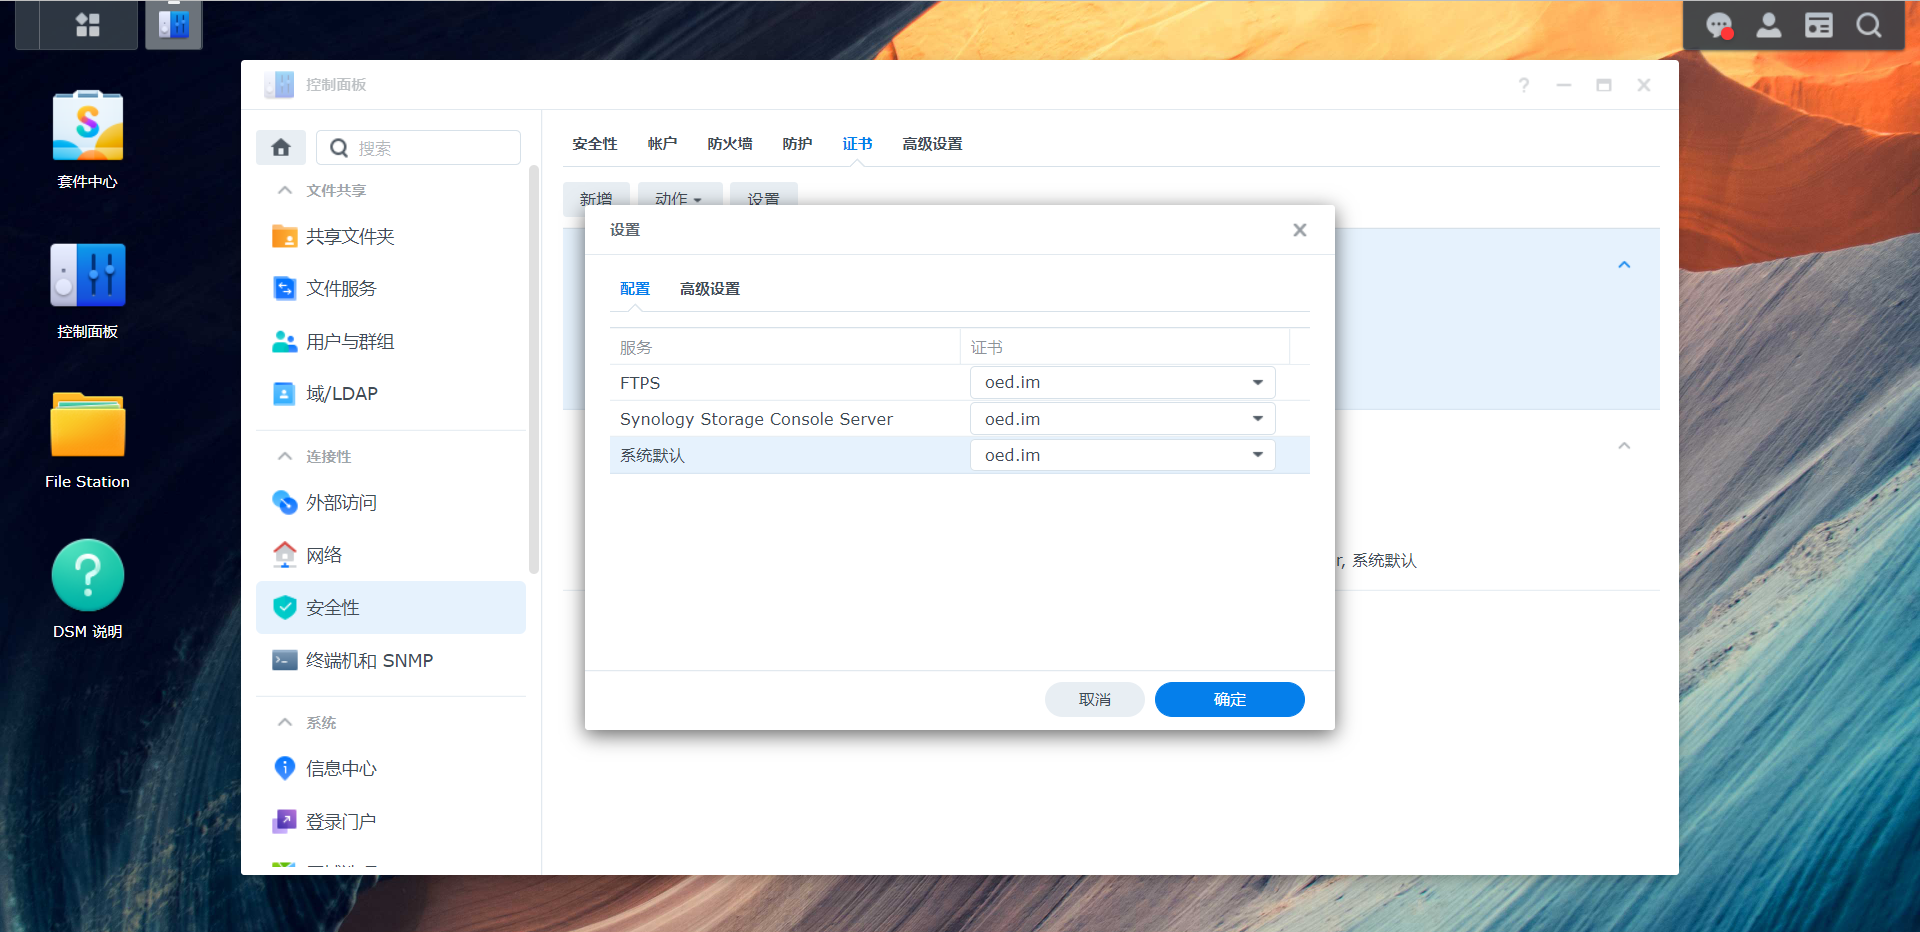 套件中心
控制面板
File Station
DSM 说明
控制面板
搜索
文件共享
共享文件夹
文件服务
用户与群组
域/LDAP
连接性
外部访问
网络
安全性
终端机和 SNMP
系统
信息中心
登录门户
安全性 帐户 防火墙 防护 证书 高级设置
新增 动作 设置
r, 系统默认
设置
配置 高级设置
服务 证书
FTPS oed.im
Synology Storage Console Server oed.im
系统默认 oed.im
取消 确定